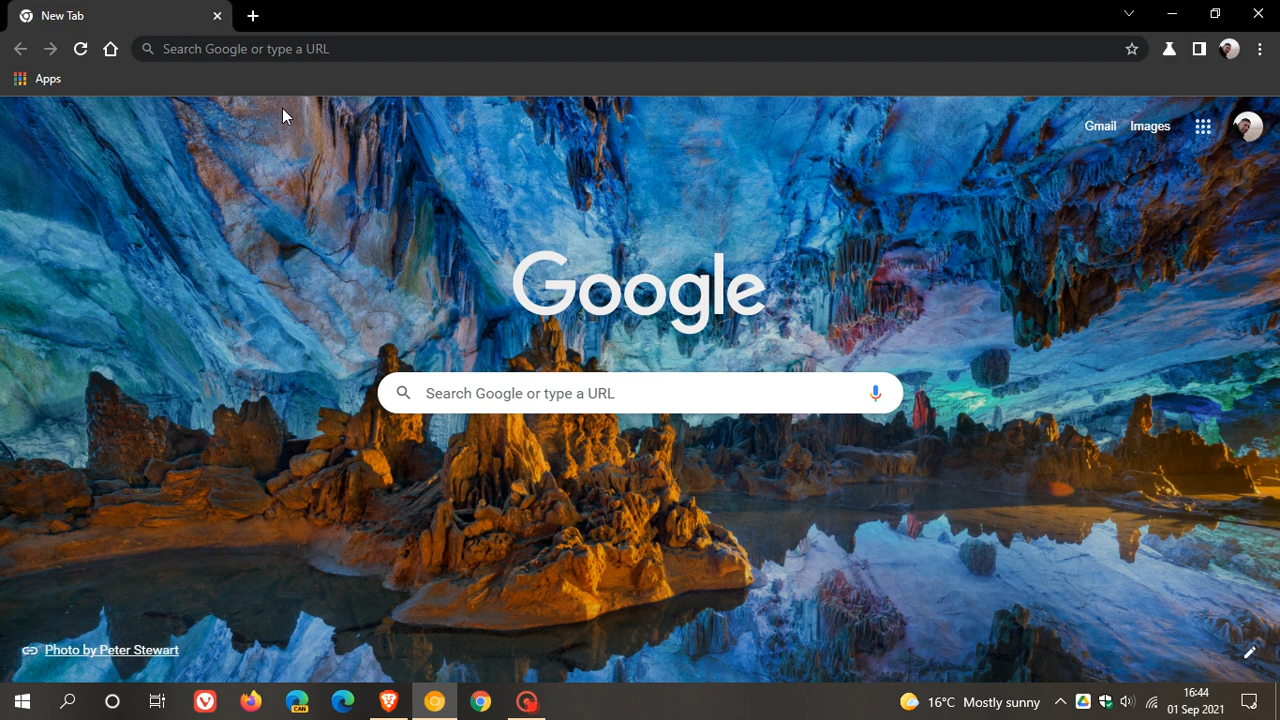 New Tab
Search Google or type a URL
Apps
Gmail Images
Google
Search Google or type a URL
Photo by Peter Stewart
CAN
16°C Mostly sunny
16:44
01 Sep 2021